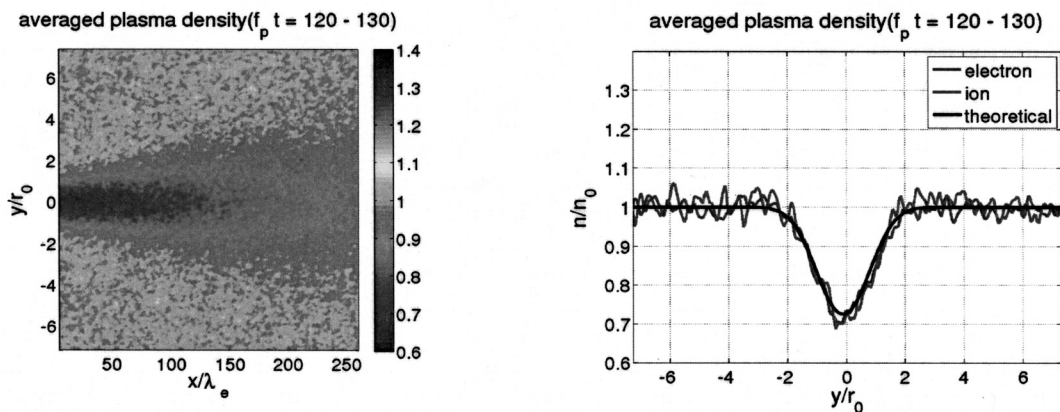 averaged plasma density(f_p t = 120 - 130)
y/r_0
6
4
2
0
-2
-4
-6
50 100 150 200 250
x/λ_e
1.4
1.3
1.2
1.1
1
0.9
0.8
0.7
0.6
averaged plasma density(f_p t = 120 - 130)
n/n_0
1.3
1.2
1.1
1
0.9
0.8
0.7
0.6
-6 -4 -2 0 2 4 6
y/r_0
electron
ion
theoretical